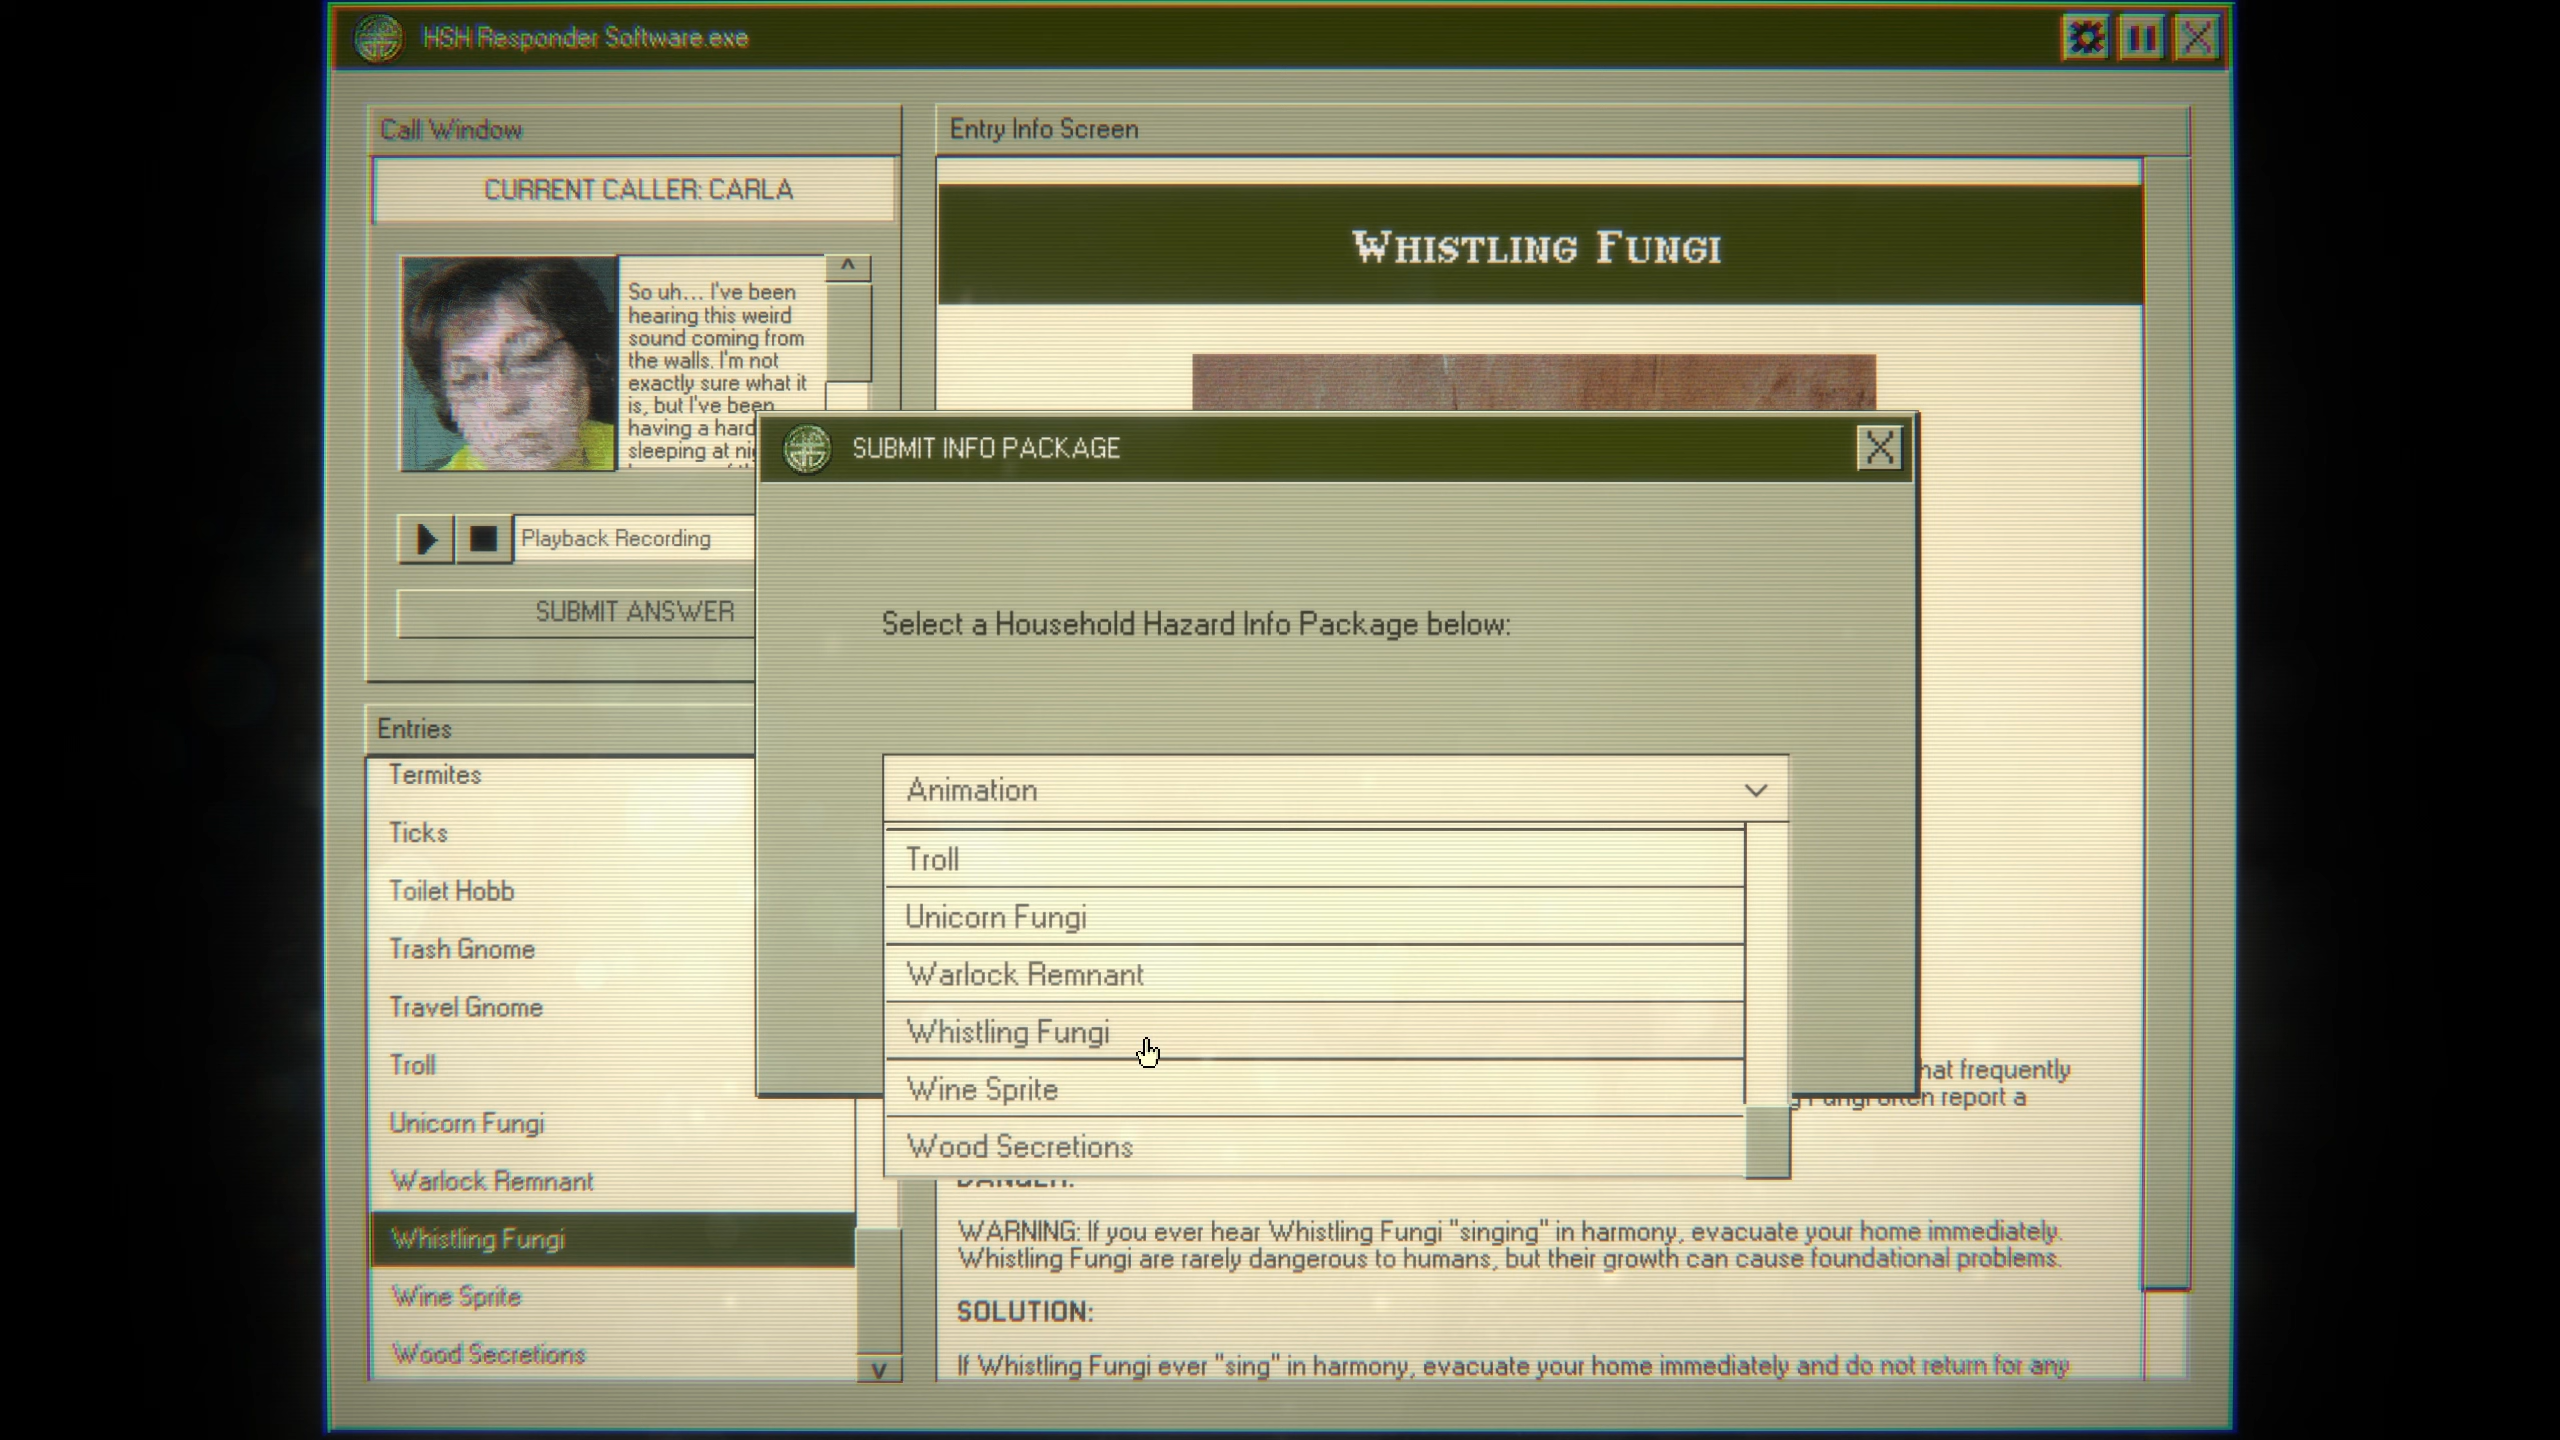 HSH Responder Software.exe
Call Window
CURRENT CALLER: CARLA
So uh... I've been
hearing this weird
sound coming from
the walls. I'm not
exactly sure what it
is, but I've been
having a hard
sleeping at
Playback Recording
SUBMIT ANSWER
Entries
Termites
Ticks
Toilet Hobb
Trash Gnome
Travel Gnome
Troll
Unicorn Fungi
Warlock Remnant
Whistling Fungi
Wine Sprite
Wood Secretions
Entry Info Screen
WHISTLING FUNGI
SUBMIT INFO PACKAGE
Select a Household Hazard Info Package below:
Animation
Troll
Unicorn Fungi
Warlock Remnant
Whistling Fungi
Wine Sprite
Wood Secretions
frequently
report a
DANGER:
WARNING: If you ever hear Whistling Fungi "singing" in harmony, evacuate your home immediately.
Whistling Fungi are rarely dangerous to humans, but their growth can cause foundational problems.
SOLUTION:
If Whistling Fungi ever "sing" in harmony, evacuate your home immediately and do not return for any